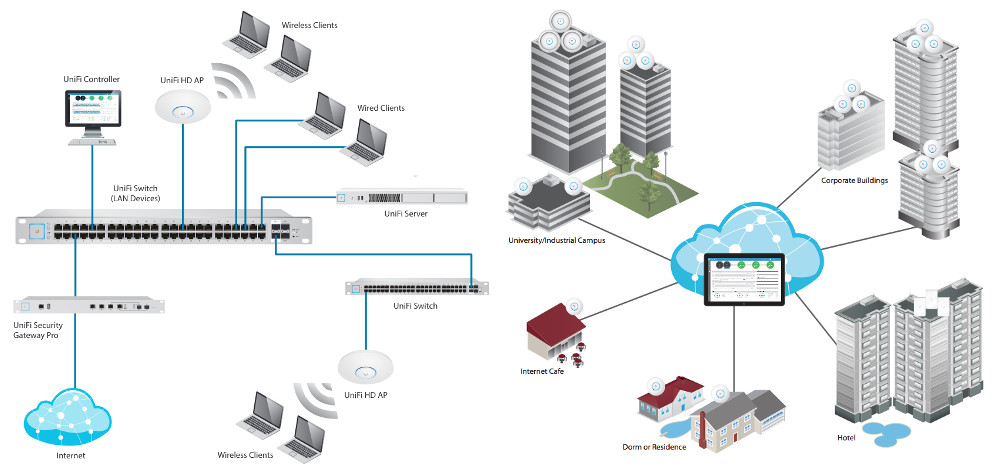 Wireless Clients
UniFi Controller
UniFi HD AP
Wired Clients
UniFi Switch
(LAN Devices)
UniFi Server
UniFi Switch
UniFi Security
Gateway Pro
UniFi HD AP
Internet
Wireless Clients
Corporate Buildings
University/Industrial Campus
Internet Cafe
Dorm or Residence
Hotel